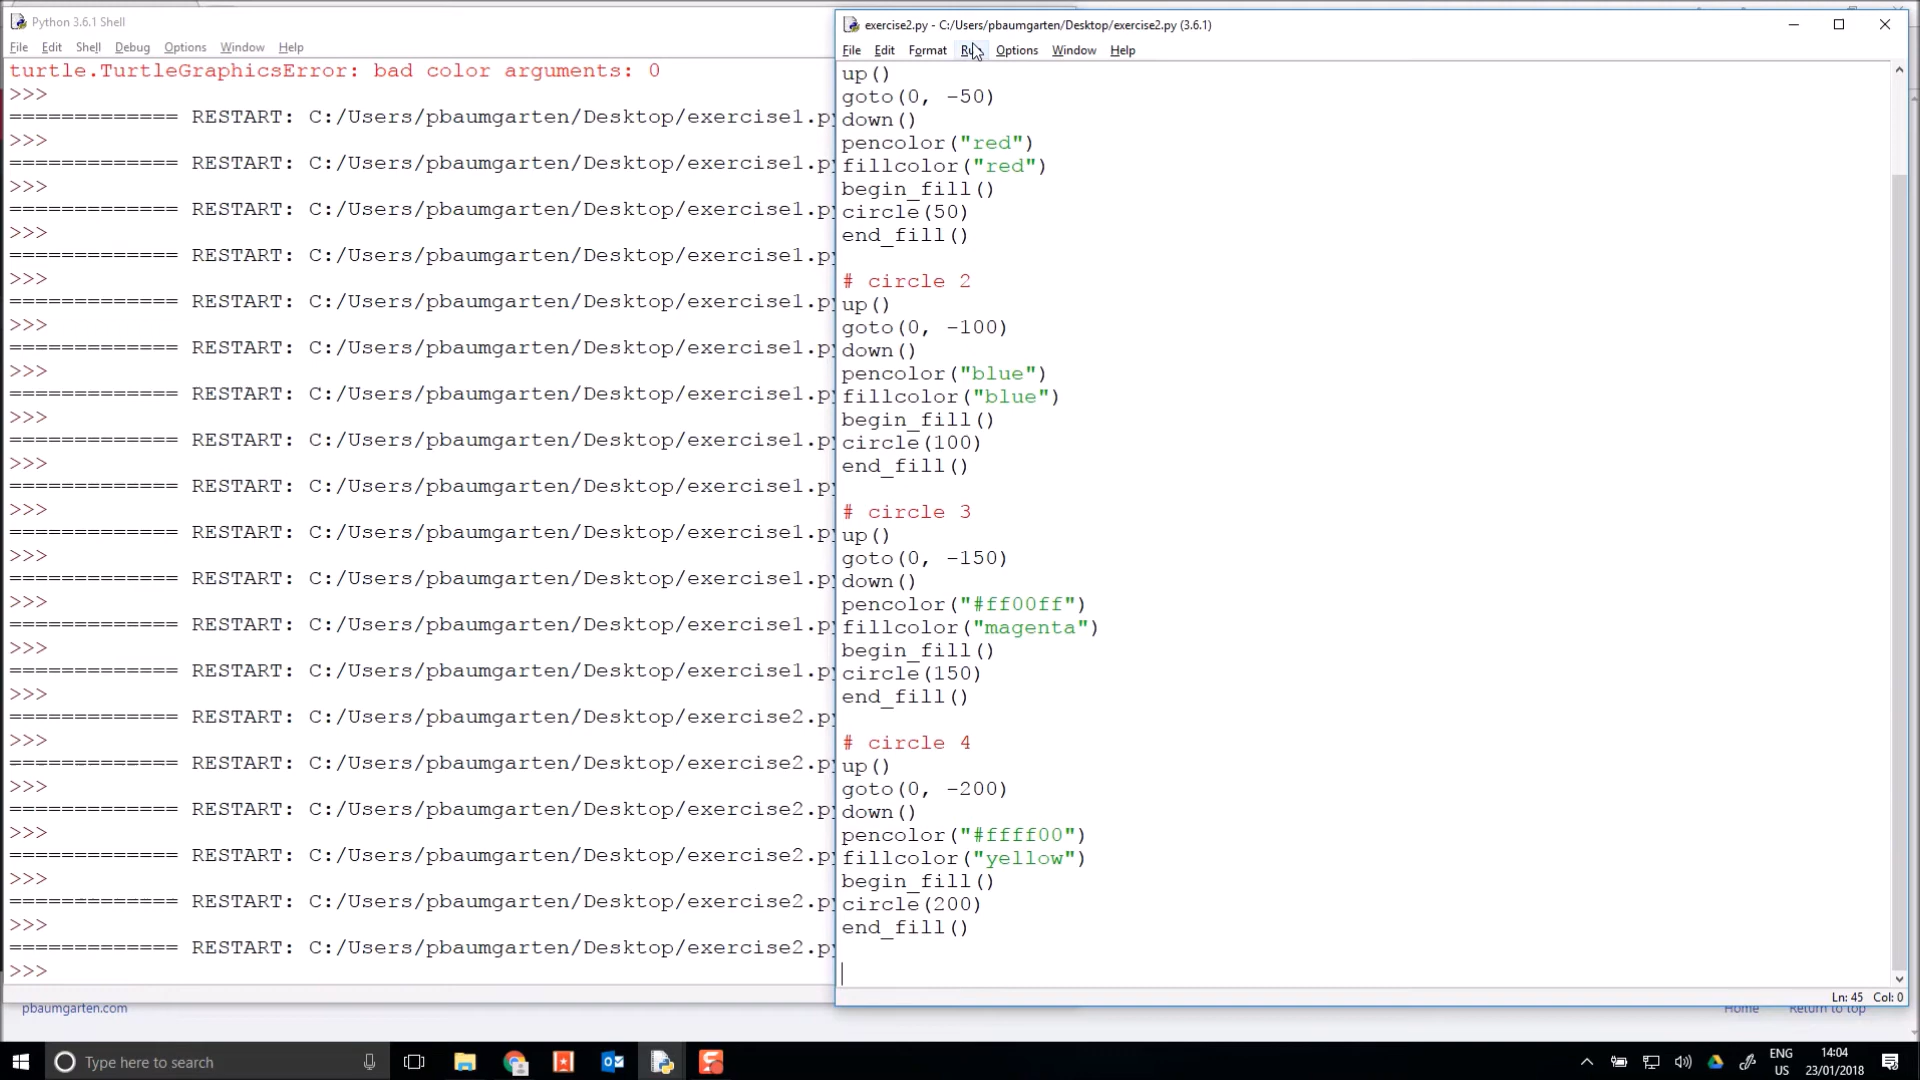 Python 3.6.1 Shell
File Edit Shell Debug Options Window Help
turtle.TurtleGraphicsError: bad color arguments: 0
>>>
============= RESTART: C:/Users/pbaumgarten/Desktop/exercise1.py
>>>
============= RESTART: C:/Users/pbaumgarten/Desktop/exercise1.py
>>>
============= RESTART: C:/Users/pbaumgarten/Desktop/exercise1.py
>>>
============= RESTART: C:/Users/pbaumgarten/Desktop/exercise1.py
>>>
============= RESTART: C:/Users/pbaumgarten/Desktop/exercise1.py
>>>
============= RESTART: C:/Users/pbaumgarten/Desktop/exercise1.py
>>>
============= RESTART: C:/Users/pbaumgarten/Desktop/exercise1.py
>>>
============= RESTART: C:/Users/pbaumgarten/Desktop/exercise1.py
>>>
============= RESTART: C:/Users/pbaumgarten/Desktop/exercise1.py
>>>
============= RESTART: C:/Users/pbaumgarten/Desktop/exercise1.py
>>>
============= RESTART: C:/Users/pbaumgarten/Desktop/exercise1.py
>>>
============= RESTART: C:/Users/pbaumgarten/Desktop/exercise1.py
>>>
============= RESTART: C:/Users/pbaumgarten/Desktop/exercise1.py
>>>
============= RESTART: C:/Users/pbaumgarten/Desktop/exercise2.py
>>>
============= RESTART: C:/Users/pbaumgarten/Desktop/exercise2.py
>>>
============= RESTART: C:/Users/pbaumgarten/Desktop/exercise2.py
>>>
============= RESTART: C:/Users/pbaumgarten/Desktop/exercise2.py
>>>
============= RESTART: C:/Users/pbaumgarten/Desktop/exercise2.py
>>>
============= RESTART: C:/Users/pbaumgarten/Desktop/exercise2.py
>>>
exercise2.py - C:/Users/pbaumgarten/Desktop/exercise2.py (3.6.1)
File Edit Format Run Options Window Help
up()
goto(0, -50)
down()
pencolor("red")
fillcolor("red")
begin_fill()
circle(50)
end_fill()
# circle 2
up()
goto(0, -100)
down()
pencolor("blue")
fillcolor("blue")
begin_fill()
circle(100)
end_fill()
# circle 3
up()
goto(0, -150)
down()
pencolor("#ff00ff")
fillcolor("magenta")
begin_fill()
circle(150)
end_fill()
# circle 4
up()
goto(0, -200)
down()
pencolor("#ffff00")
fillcolor("yellow")
begin_fill()
circle(200)
end_fill()
Ln: 45 Col: 0
pbaumgarten.com
Home Return to top
Type here to search
ENG
US
14:04
23/01/2018